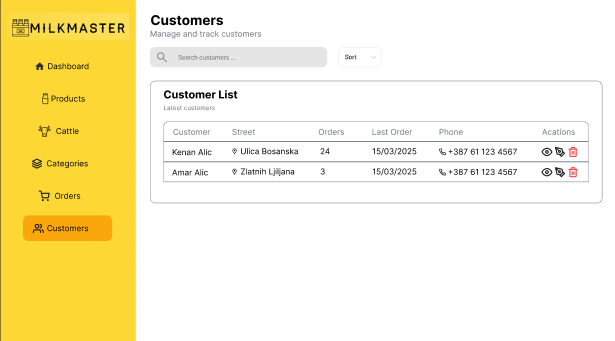 MILKMASTER
Dashboard
Products
Cattle
Categories
Orders
Customers
Customers
Manage and track customers
Search customers ...
Sort
Customer List
Latest customers
Customer Street Orders Last Order Phone Acations
Kenan Alic Ulica Bosanska 24 15/03/2025 +387 61 123 4567
Amar Alic Zlatnih Ljiljana 3 15/03/2025 +387 61 123 4567